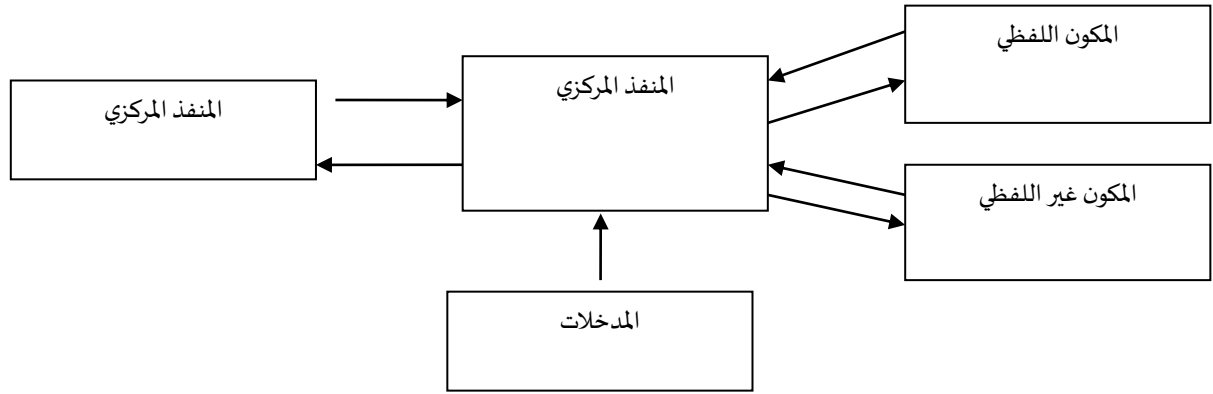 المكون اللفظي
المنفذ المركزي
المنفذ المركزي
المكون غير اللفظي
المدخلات